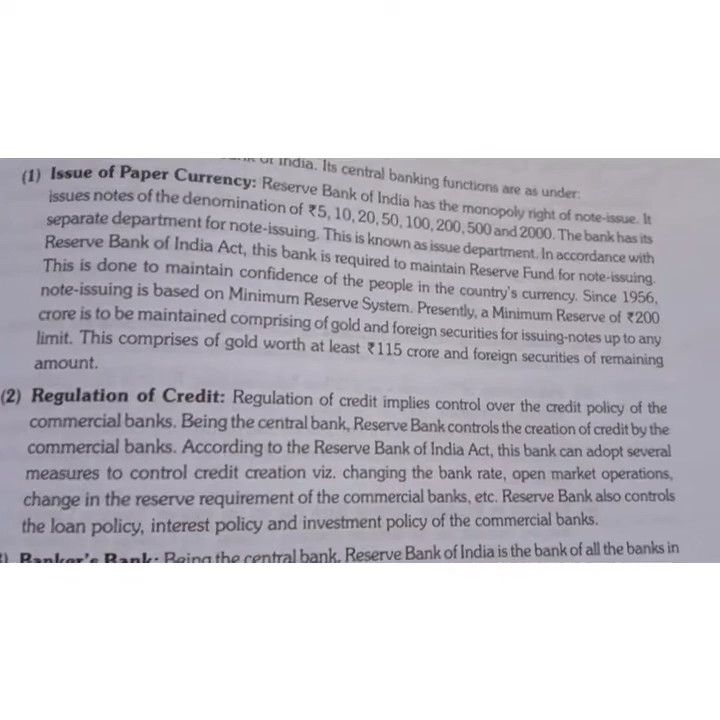 of India. Its central banking functions are as under:
(1) Issue of Paper Currency: Reserve Bank of India has the monopoly right of note-issue. It
issues notes of the denomination of ₹5, 10, 20, 50, 100, 200, 500 and 2000. The bank has its
separate department for note-issuing. This is known as issue department. In accordance with
Reserve Bank of India Act, this bank is required to maintain Reserve Fund for note-issuing.
This is done to maintain confidence of the people in the country's currency. Since 1956,
note-issuing is based on Minimum Reserve System. Presently, a Minimum Reserve of ₹200
crore is to be maintained comprising of gold and foreign securities for issuing-notes up to any
limit. This comprises of gold worth at least ₹115 crore and foreign securities of remaining
amount.
(2) Regulation of Credit: Regulation of credit implies control over the credit policy of the
commercial banks. Being the central bank, Reserve Bank controls the creation of credit by the
commercial banks. According to the Reserve Bank of India Act, this bank can adopt several
measures to control credit creation viz. changing the bank rate, open market operations,
change in the reserve requirement of the commercial banks, etc. Reserve Bank also controls
the loan policy, interest policy and investment policy of the commercial banks.
Banker's Bank: Being the central bank, Reserve Bank of India is the bank of all the banks in